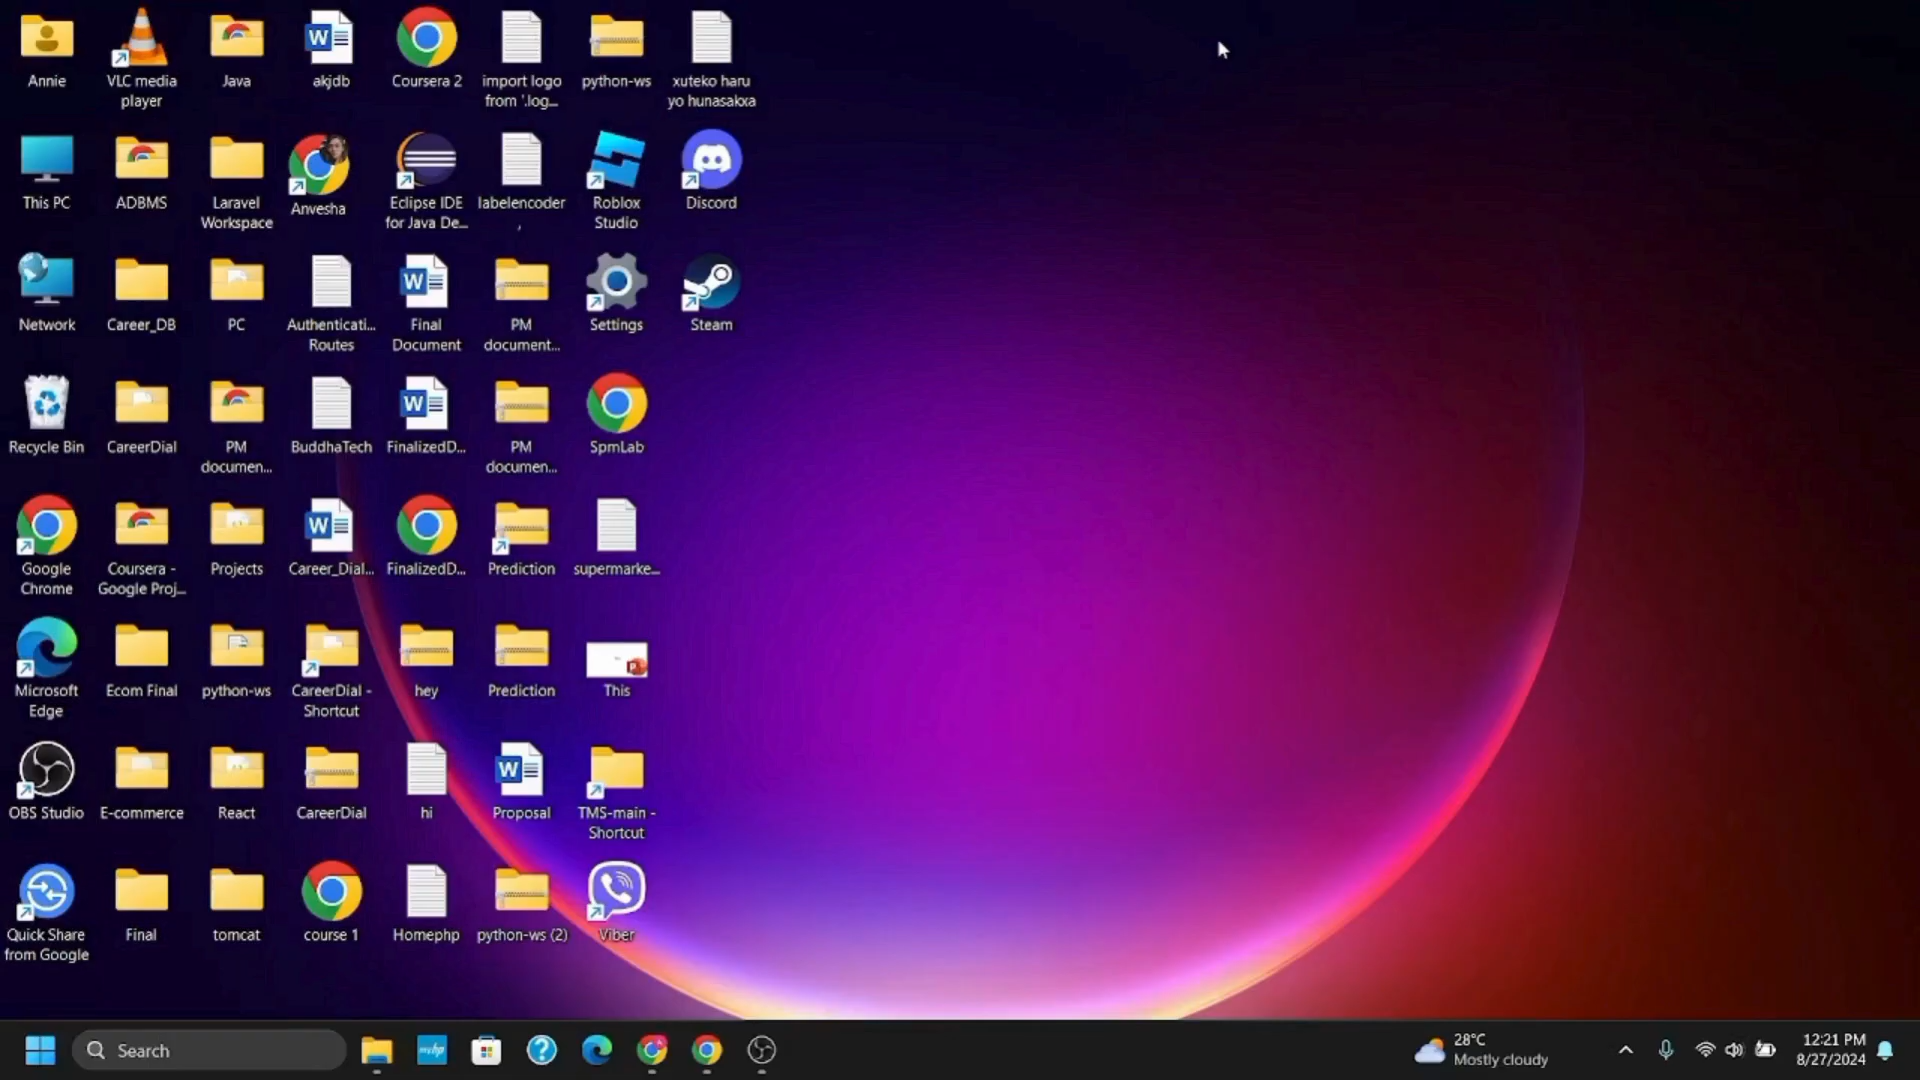 Annie
VLC media
player
Java
akjdb
Coursera 2
import logo
from '.log...
python-ws
xuteko haru
yo hunasakxa
This PC
ADBMS
Laravel
Workspace
Anvesha
Eclipse IDE
for Java De...
labelencoder
,
Roblox
Studio
Discord
Network
Career_DB
PC
Authenticati...
Routes
Final
Document
PM
document...
Settings
Steam
Recycle Bin
CareerDial
PM
documen...
BuddhaTech
FinalizedD...
PM
documen...
SpmLab
Google
Chrome
Coursera -
Google Proj...
Projects
Career_Dial...
FinalizedD...
Prediction
supermarke...
Microsoft
Edge
Ecom Final
python-ws
CareerDial -
Shortcut
hey
Prediction
This
OBS Studio
E-commerce
React
CareerDial
hi
Proposal
TMS-main -
Shortcut
Quick Share
from Google
Final
tomcat
course 1
Homephp
python-ws (2)
Viber
Search
myhp
28°C
Mostly cloudy
12:21 PM
8/27/2024